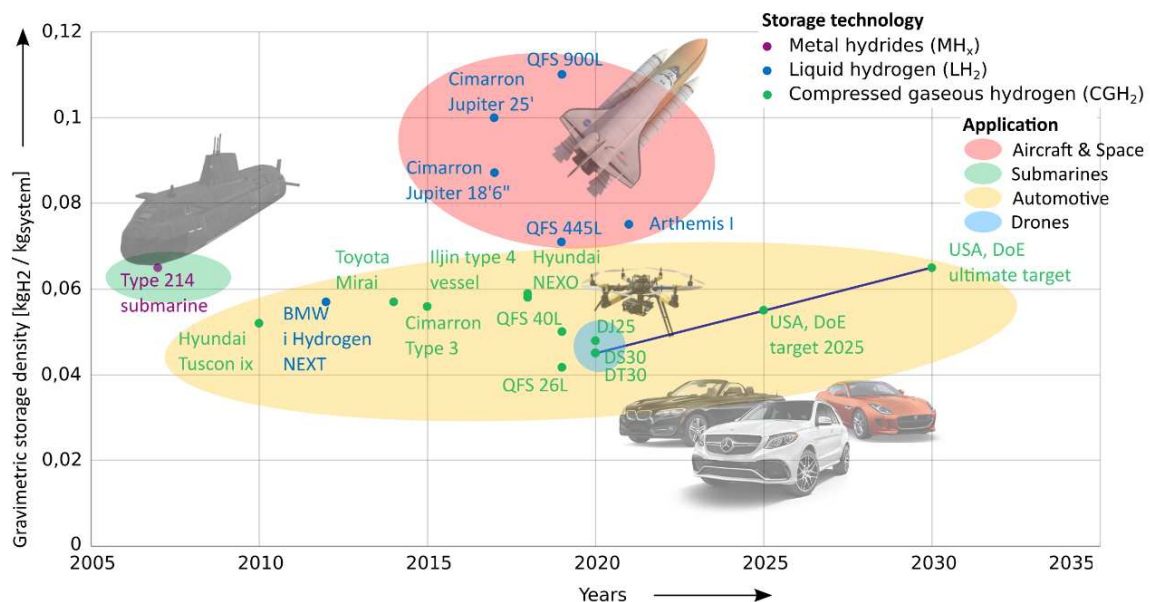 Storage technology
Metal hydrides (MHx)
Liquid hydrogen (LH2)
Compressed gaseous hydrogen (CGH2)
Application
Aircraft & Space
Submarines
Automotive
Drones
Gravimetric storage density [kgH2 / kgsystem]
0,12
0,1
0,08
0,06
0,04
0,02
0
QFS 900L
Cimarron
Jupiter 25'
Cimarron
Jupiter 18'6"
QFS 445L
Arthemis I
Type 214
submarine
Hyundai
Tuscon ix
BMW
i Hydrogen
NEXT
Toyota
Mirai
Iljin type 4
vessel
Cimarron
Type 3
Hyundai
NEXO
QFS 40L
QFS 26L
DJ25
DS30
DT30
USA, DoE
target 2025
USA, DoE
ultimate target
2005
2010
2015
2020
2025
2030
2035
Years